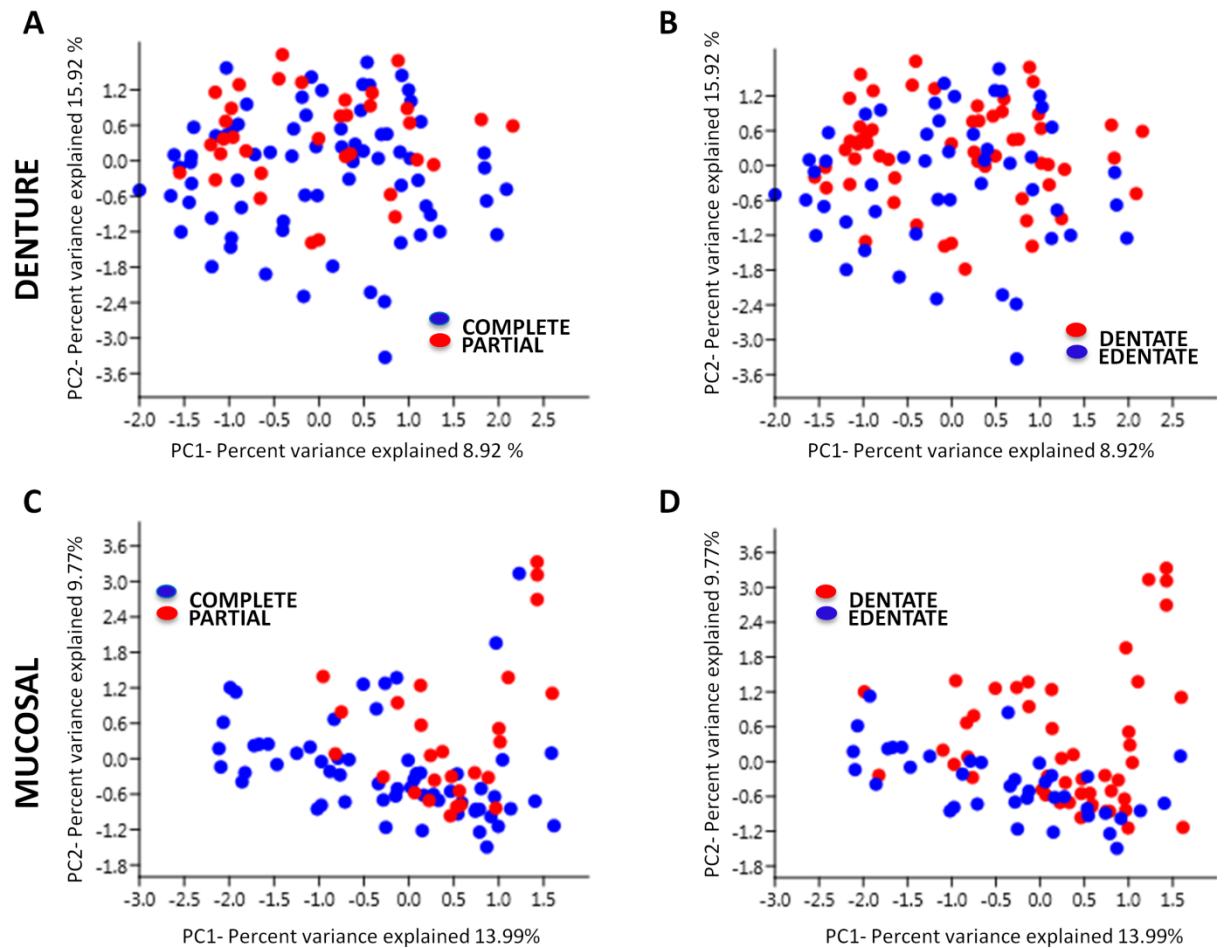 A
PC2- Percent variance explained 15.92 %
1.2
0.6
0.0
-0.6
-1.2
-1.8
-2.4
-3.0
-3.6
COMPLETE
PARTIAL
-2.0 -1.5 -1.0 -0.5 0.0 0.5 1.0 1.5 2.0 2.5
PC1- Percent variance explained 8.92 %
DENTURE
B
PC2- Percent variance explained 15.92 %
1.2
0.6
0.0
-0.6
-1.2
-1.8
-2.4
-3.0
-3.6
DENTATE
EDENTATE
-2.0 -1.5 -1.0 -0.5 0.0 0.5 1.0 1.5 2.0 2.5
PC1- Percent variance explained 8.92%
C
PC2- Percent variance explained 9.77%
3.6
3.0
2.4
1.8
1.2
0.6
0.0
-0.6
-1.2
-1.8
COMPLETE
PARTIAL
-3.0 -2.5 -2.0 -1.5 -1.0 -0.5 0.0 0.5 1.0 1.5
PC1- Percent variance explained 13.99%
MUCOSAL
D
PC2- Percent variance explained 9.77%
3.6
3.0
2.4
1.8
1.2
0.6
0.0
-0.6
-1.2
-1.8
DENTATE
EDENTATE
-3.0 -2.5 -2.0 -1.5 -1.0 -0.5 0.0 0.5 1.0 1.5
PC1- Percent variance explained 13.99%